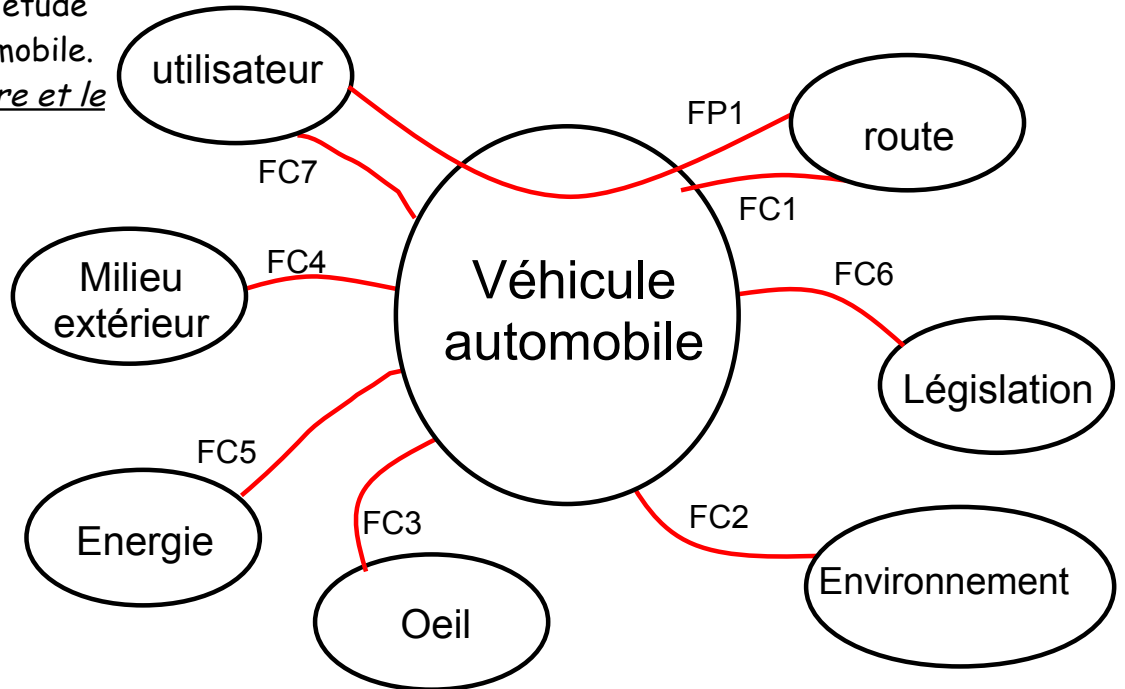 étude
mobile.
re et le
utilisateur
FP1
route
FC7
FC1
FC4
Milieu
extérieur
Véhicule
automobile
FC6
Législation
FC5
Energie
FC3
Oeil
FC2
Environnement